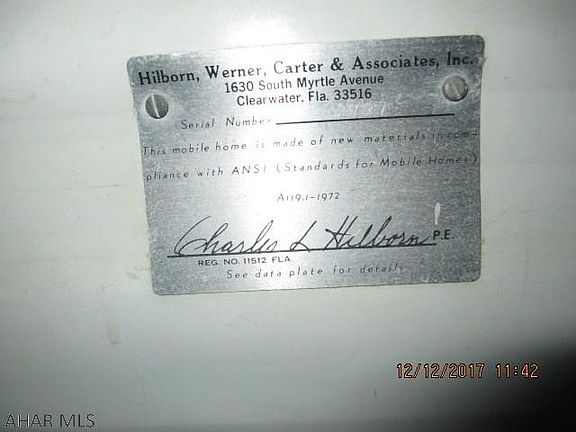 Hilborn, Werner, Carter & Associates, Inc.
1630 South Myrtle Avenue
Clearwater, Fla. 33516
Serial Number
This mobile home is made of new materials in com-
pliance with ANSI (Standards for Mobile Homes)
A119.1-1972
Charles L Hilborn P.E.
REG. NO. 11512 FLA.
See data plate for details
12/12/2017 11:42
AHAR MLS